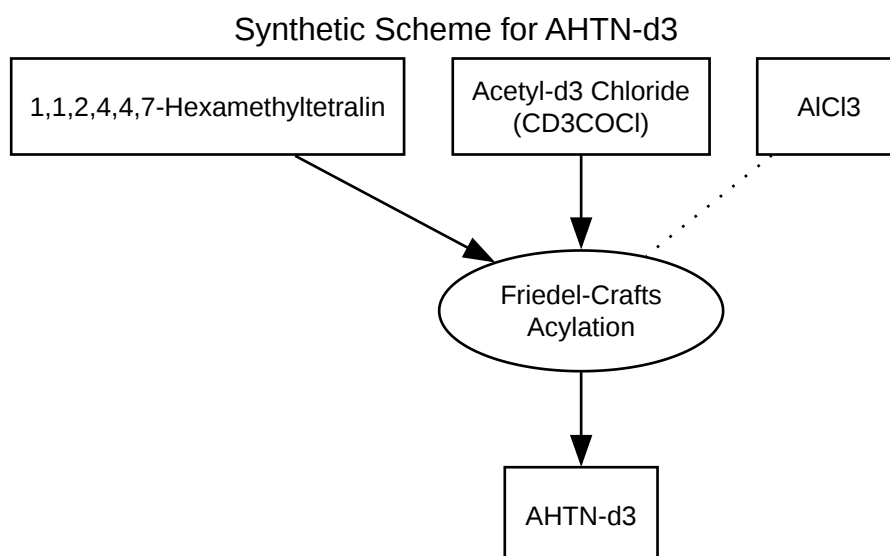 Synthetic Scheme for AHTN-d3
1,1,2,4,4,7-Hexamethyltetralin
Acetyl-d3 Chloride
(CD3COCl)
AlCl3
Friedel-Crafts
Acylation
AHTN-d3